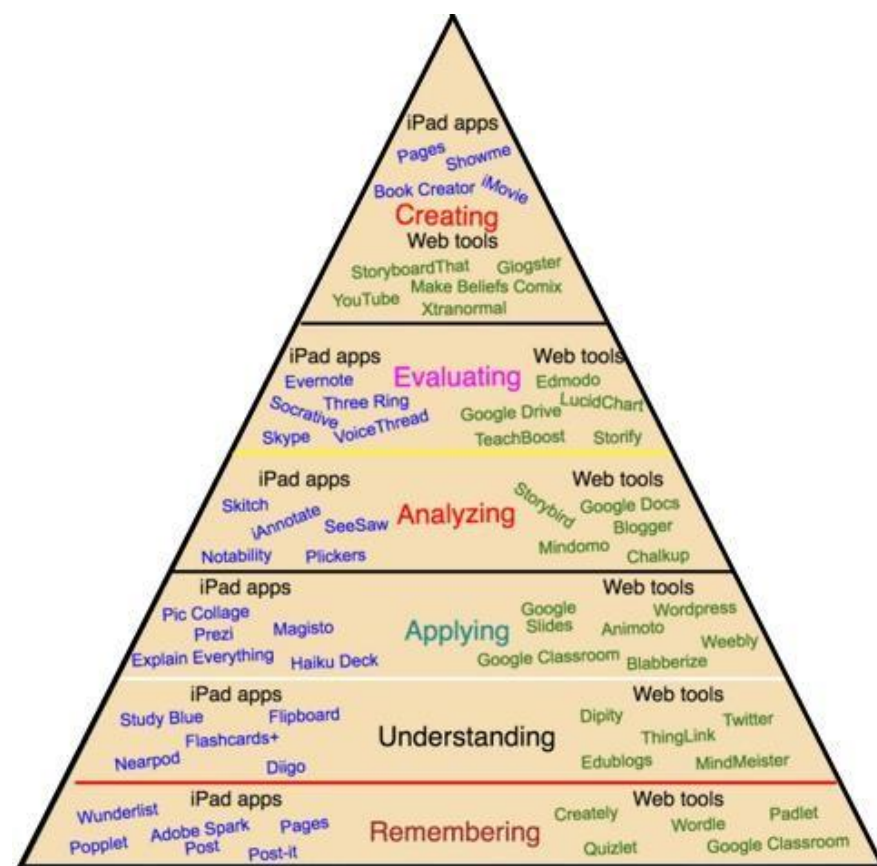 iPad apps
Pages Showme
Book Creator iMovie
Creating
Web tools
StoryboardThat Glogster
Make Beliefs Comix
YouTube
Xtranormal
iPad apps
Evernote
Socrative Three Ring
Skype VoiceThread
Evaluating
Web tools
Edmodo
Google Drive LucidChart
TeachBoost Storify
iPad apps
Skitch
iAnnotate SeeSaw
Notability Plickers
Analyzing
Web tools
Storybird Google Docs
Blogger
Mindomo
Chalkup
iPad apps
Pic Collage
Prezi Magisto
Explain Everything Haiku Deck
Applying
Web tools
Google Slides
Wordpress
Animoto
Weebly
Google Classroom Blabberize
iPad apps
Study Blue Flipboard
Flashcards+
Nearpod Diigo
Understanding
Web tools
Dipity Twitter
ThingLink
Edublogs MindMeister
iPad apps
Wunderlist
Adobe Spark Post
Pages
Popplet
Post-it
Remembering
Web tools
Creately Padlet
Wordle
Quizlet Google Classroom